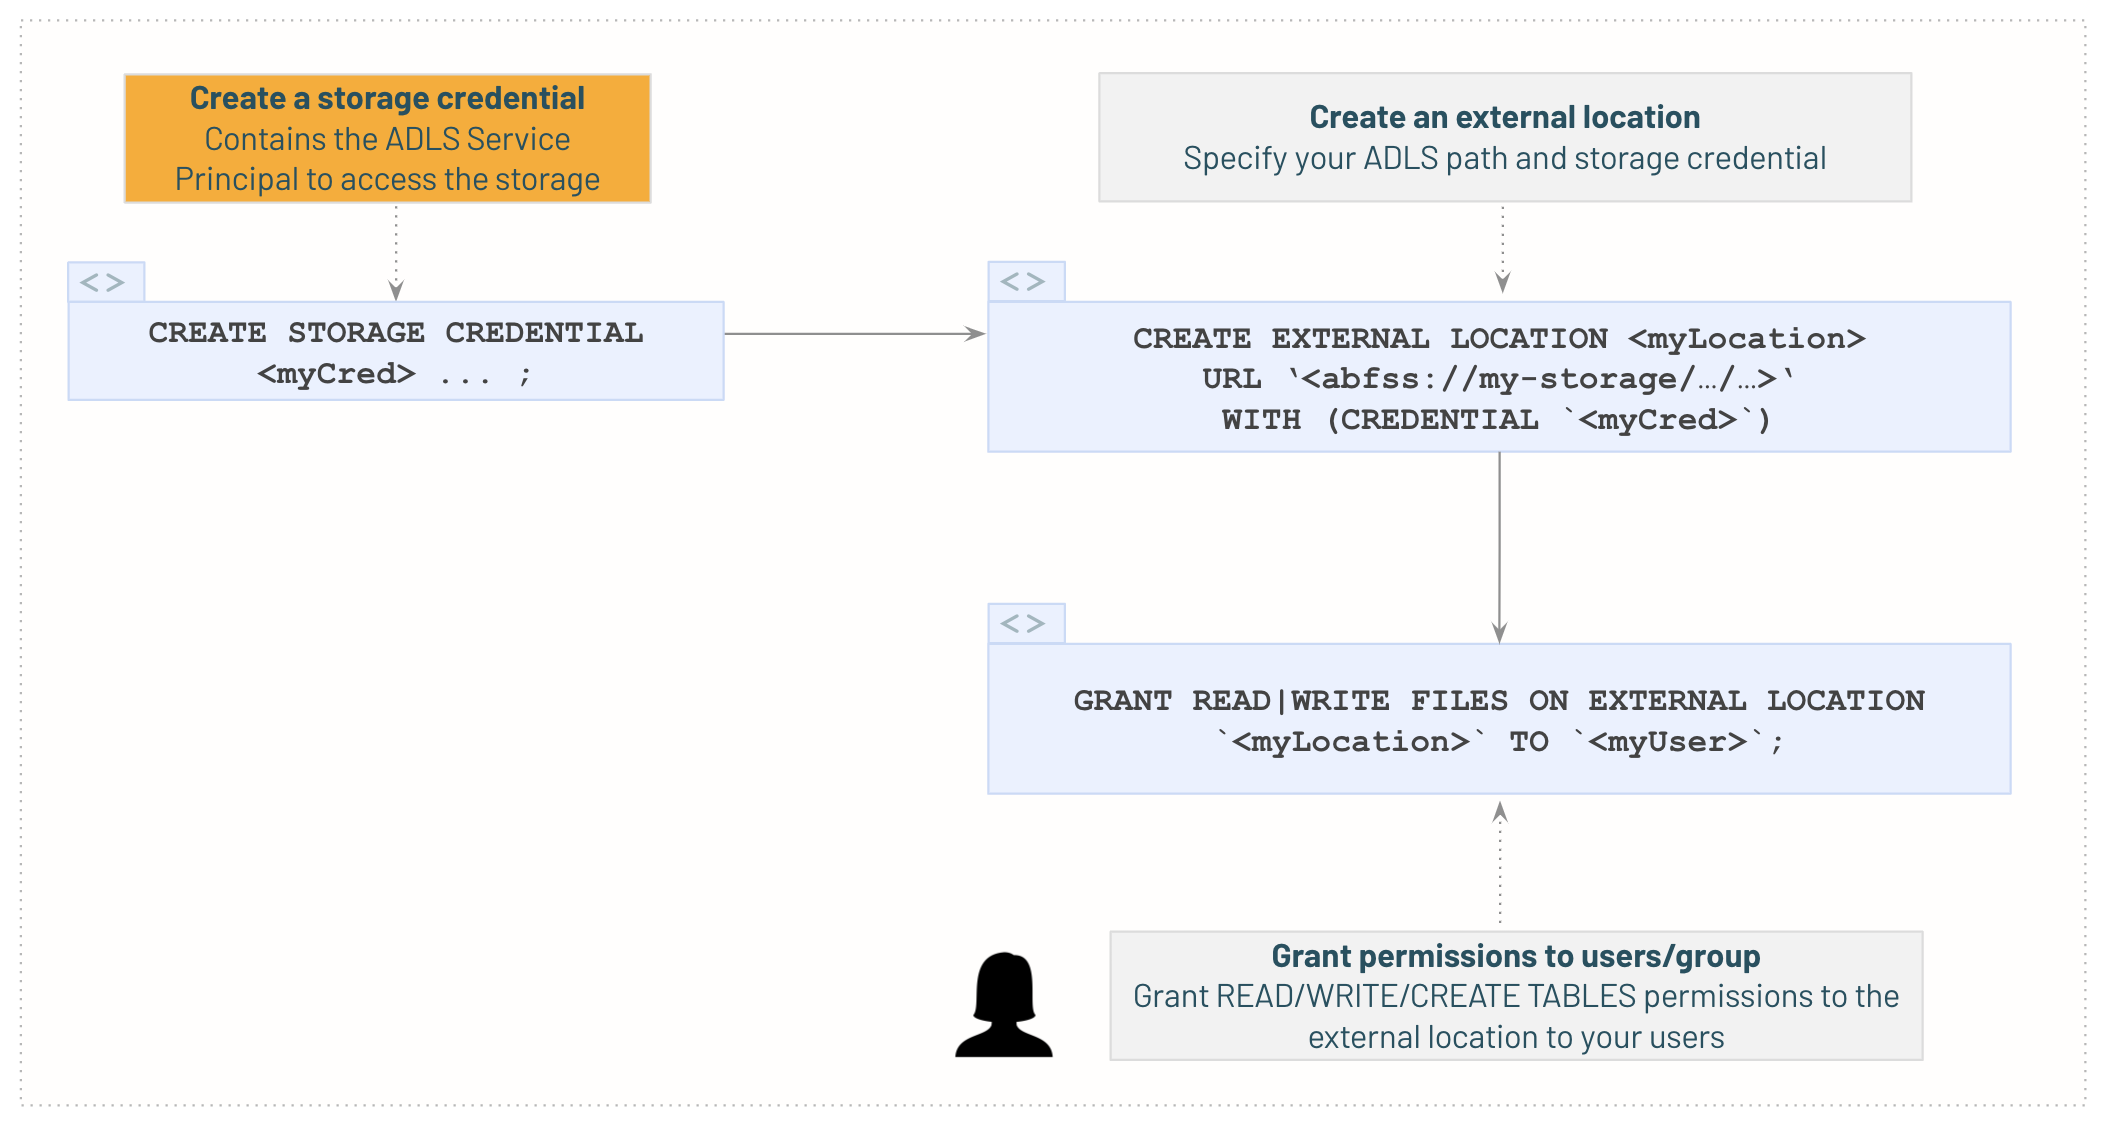 Create a storage credential
Contains the ADLS Service
Principal to access the storage
Create an external location
Specify your ADLS path and storage credential
<>
CREATE STORAGE CREDENTIAL
<myCred> ... ;
<>
CREATE EXTERNAL LOCATION <myLocation>
URL ‘<abfss://my-storage/…/…>‘
WITH (CREDENTIAL `<myCred>`)
<>
GRANT READ|WRITE FILES ON EXTERNAL LOCATION
`<myLocation>` TO `<myUser>`;
Grant permissions to users/group
Grant READ/WRITE/CREATE TABLES permissions to the
external location to your users